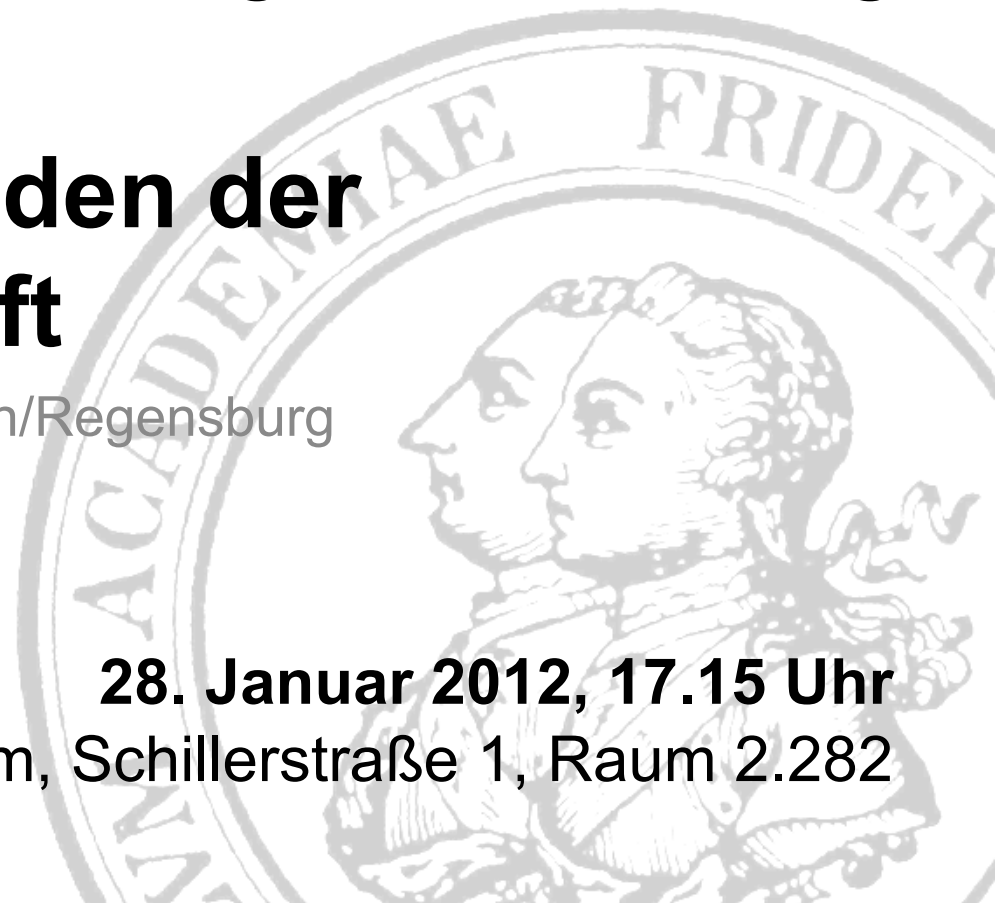 den der
ft
n/Regensburg
28. Januar 2012, 17.15 Uhr
m, Schillerstraße 1, Raum 2.282
ACADEMIAE FRIDER